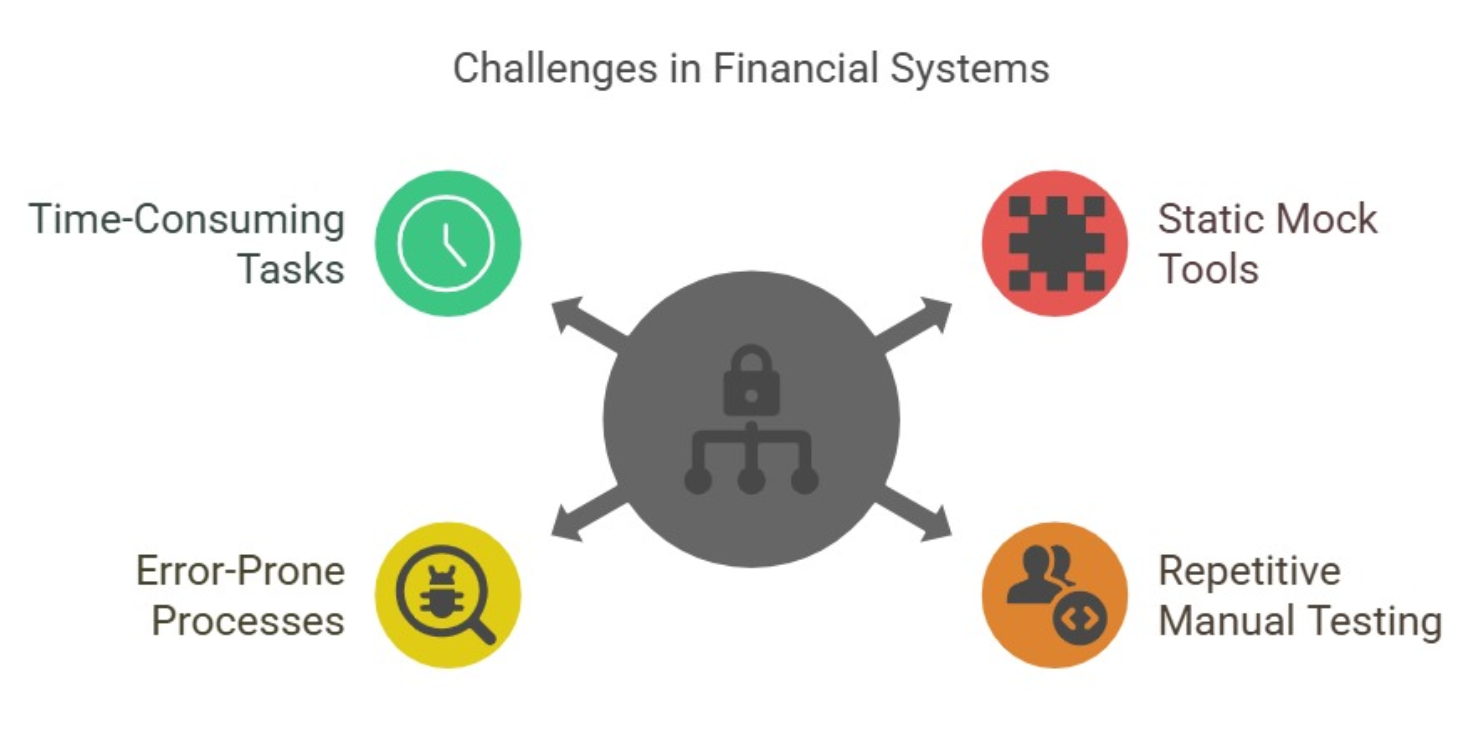 Challenges in Financial Systems
Time-Consuming
Tasks
Static Mock
Tools
Error-Prone
Processes
Repetitive
Manual Testing